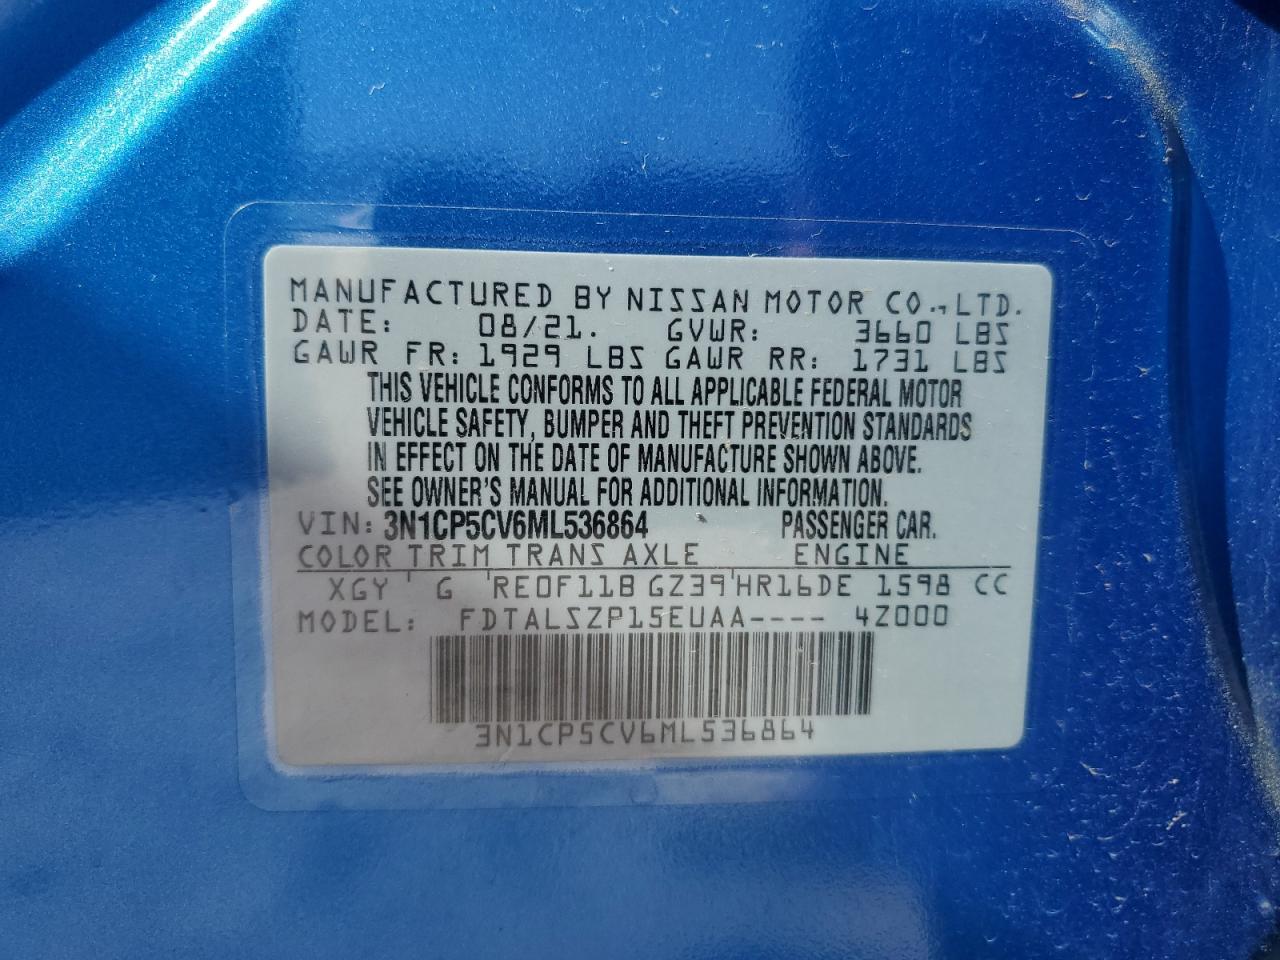 MANUFACTURED BY NISSAN MOTOR CO., LTD.
DATE: 08/21. GVWR: 3660 LBS
GAWR FR: 1929 LBS GAWR RR: 1731 LBS
THIS VEHICLE CONFORMS TO ALL APPLICABLE FEDERAL MOTOR
VEHICLE SAFETY, BUMPER AND THEFT PREVENTION STANDARDS
IN EFFECT ON THE DATE OF MANUFACTURE SHOWN ABOVE.
SEE OWNER'S MANUAL FOR ADDITIONAL INFORMATION.
VIN: 3N1CP5CV6ML536864 PASSENGER CAR.
COLOR TRIM TRANS AXLE ENGINE
XGY ' G 'RE0F11B GZ39'HR16DE 1598 CC
MODEL: FDTALSZP15EUAA---- 4Z000
3N1CP5CV6ML536864